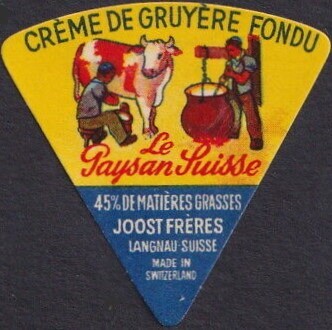 CRÈME DE GRUYÈRE FONDU
Le
Paysan Suisse
45% DE MATIÈRES GRASSES
JOOST FRÈRES
LANGNAU-SUISSE
MADE IN
SWITZERLAND